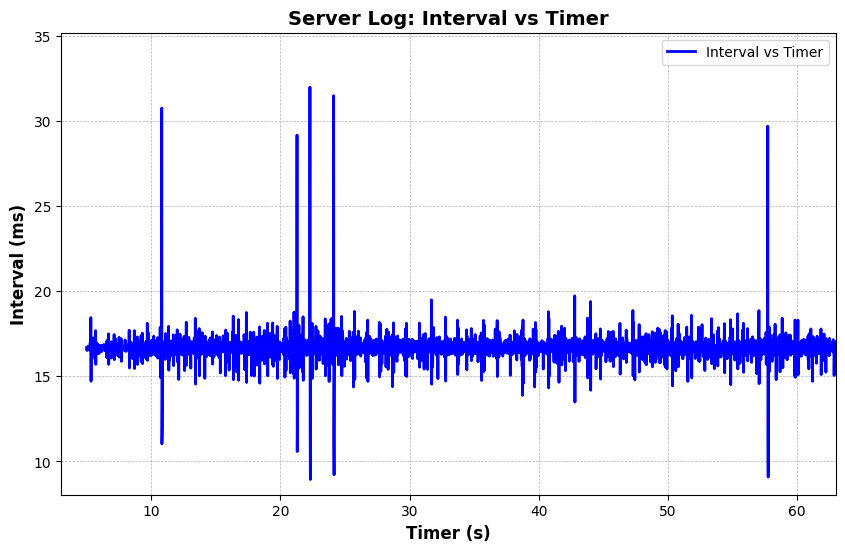 Server Log: Interval vs Timer
Interval vs Timer
35
30
25
20
15
10
Interval (ms)
10 20 30 40 50 60
Timer (s)